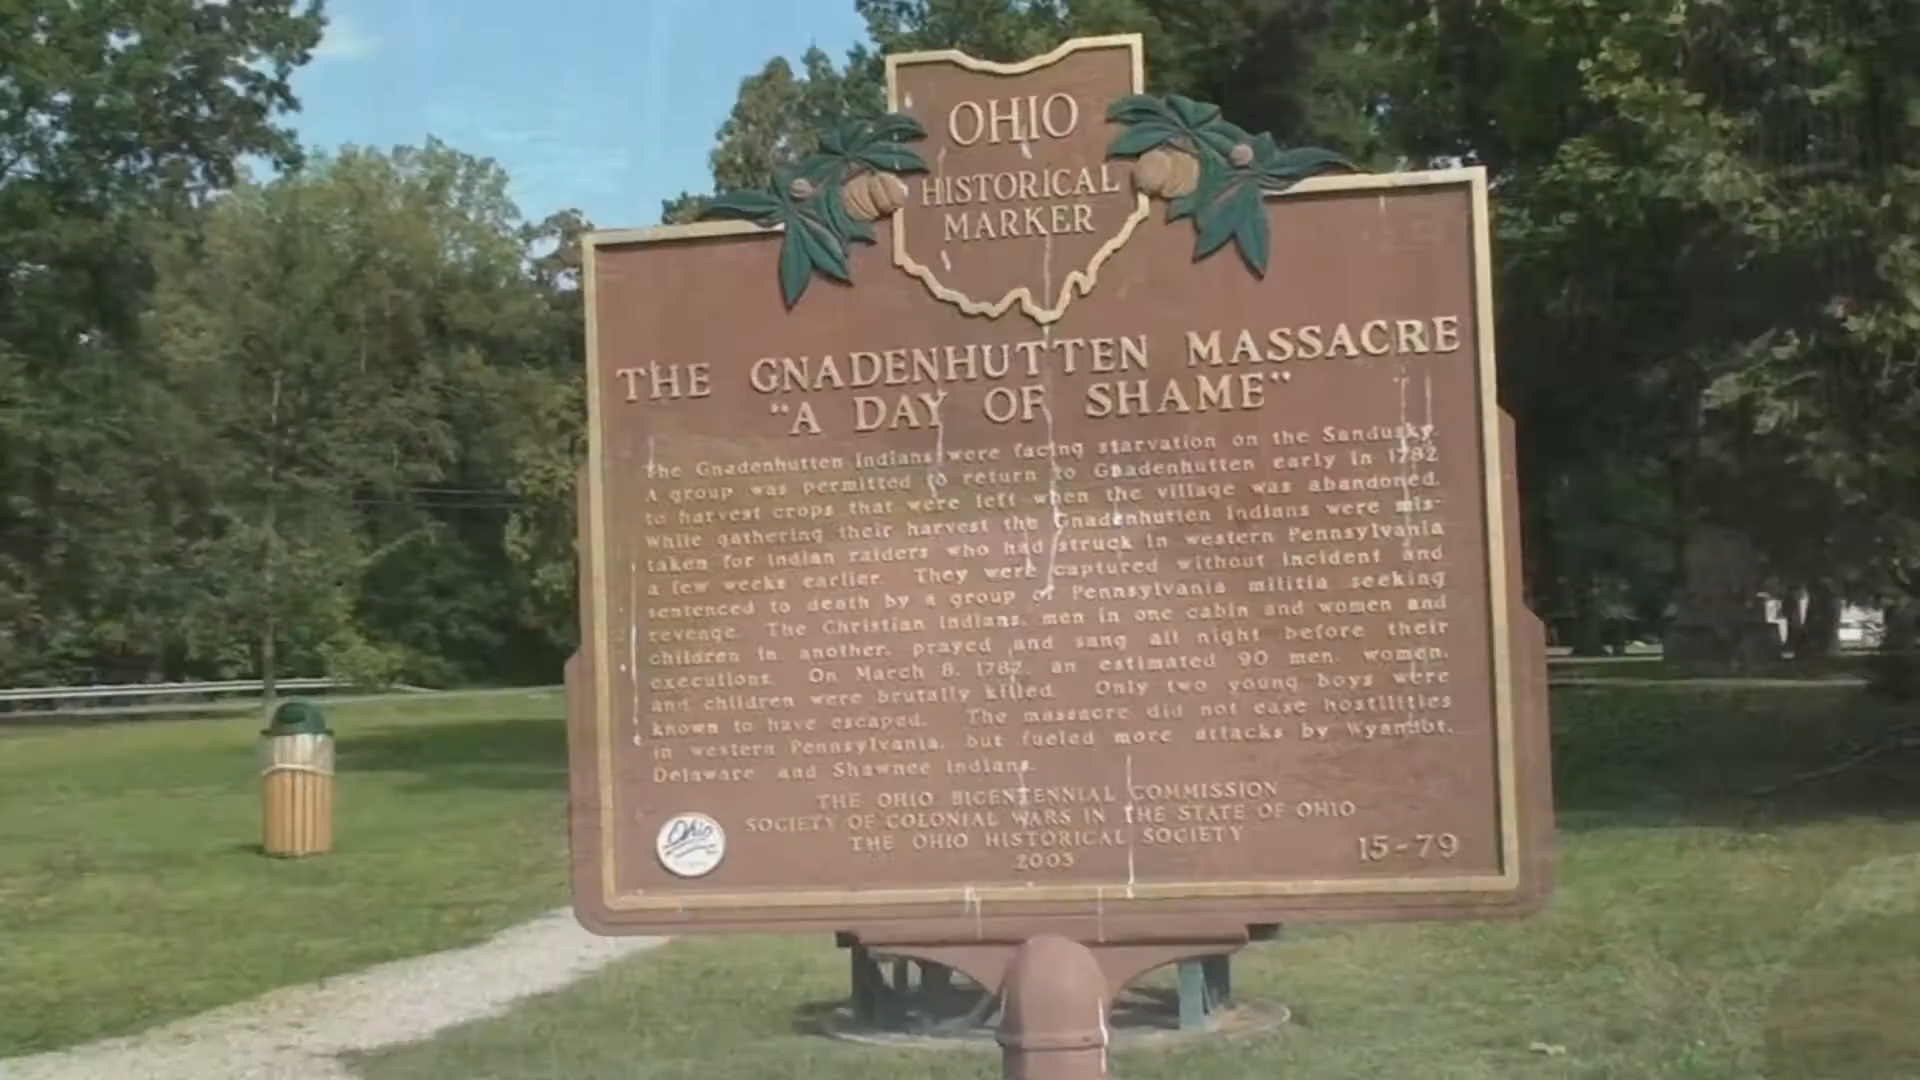 OHIO
HISTORICAL
MARKER
THE GNADENHUTTEN MASSACRE
"A DAY OF SHAME"
The Gnadenhutten Indians were facing starvation on the Sandusky.
A group was permitted to return to Gnadenhutten early in 1782
to harvest crops that were left when the village was abandoned.
While gathering their harvest the Gnadenhutten Indians were mis-
taken for Indian raiders who had struck in western Pennsylvania
a few weeks earlier. They were captured without incident and
sentenced to death by a group of Pennsylvania militia seeking
revenge. The Christian Indians, men in one cabin and women and
children in another, prayed and sang all night before their
executions. On March 8, 1782, an estimated 90 men, women,
and children were brutally killed. Only two young boys were
known to have escaped. The massacre did not ease hostilities
in western Pennsylvania, but fueled more attacks by Wyandot,
Delaware and Shawnee Indians.
THE OHIO BICENTENNIAL COMMISSION
SOCIETY OF COLONIAL WARS IN THE STATE OF OHIO
THE OHIO HISTORICAL SOCIETY
2003
15-79
Ohio